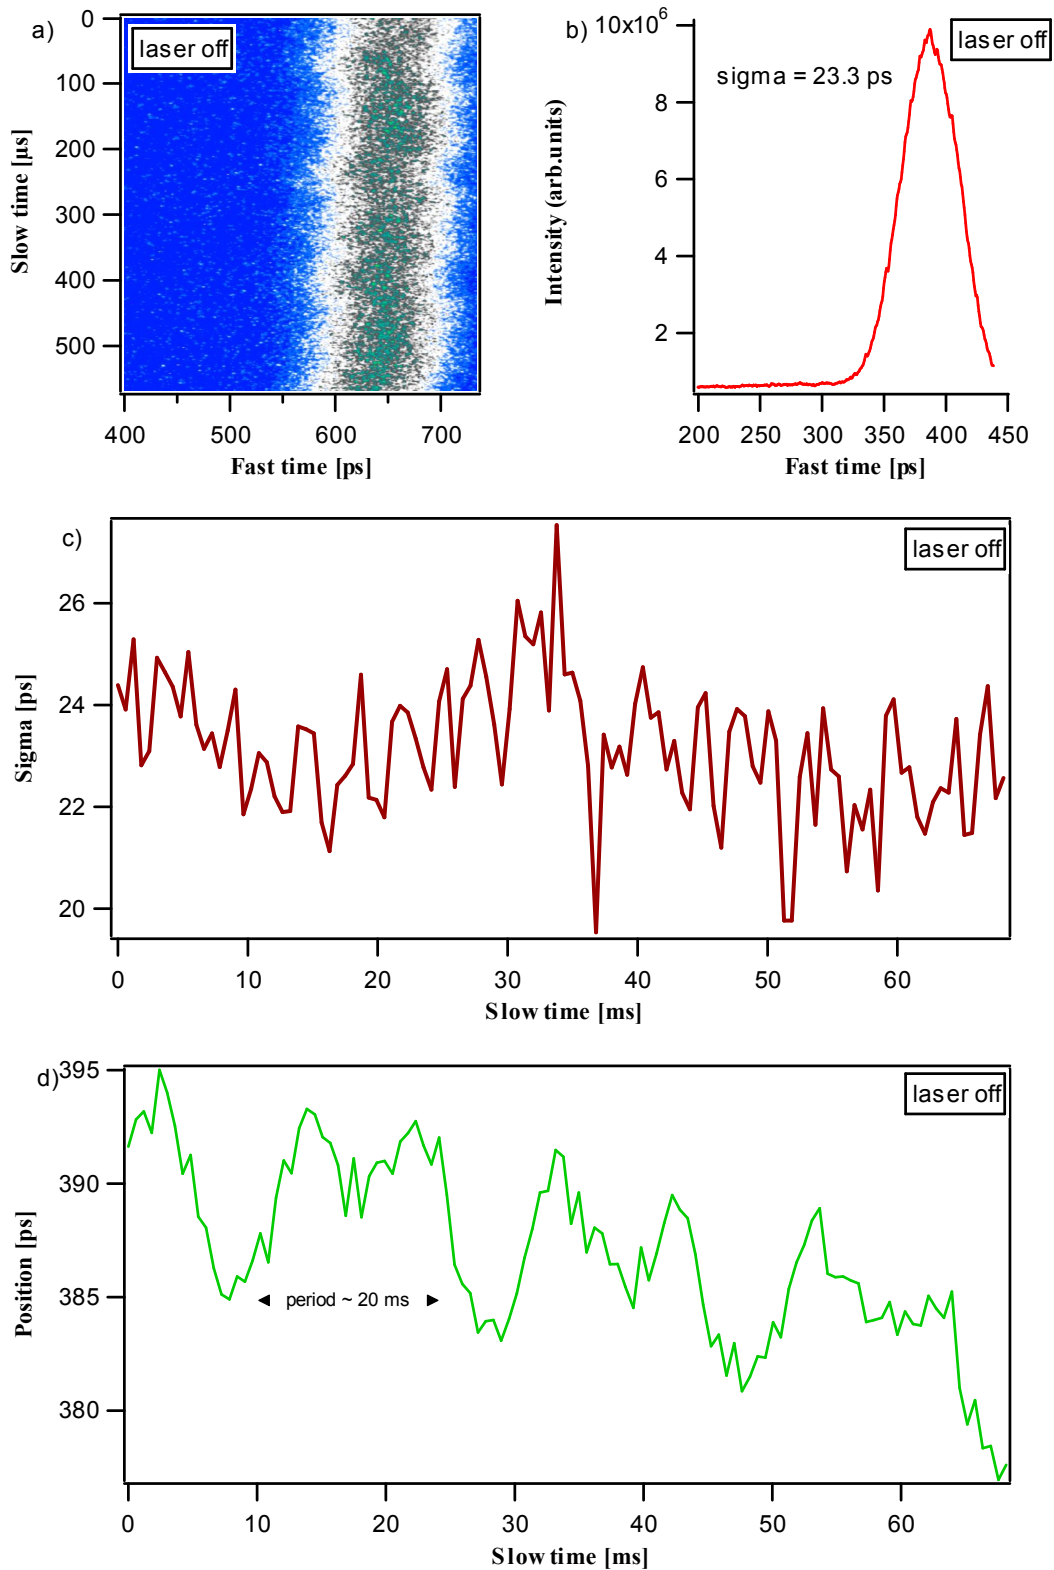 a)
laser off
0
100
200
300
400
500
Slow time [µs]
400
500
600
700
Fast time [ps]
b)
10x10⁶
8
6
4
2
Intensity (arb.units)
laser off
sigma = 23.3 ps
200
250
300
350
400
450
Fast time [ps]
c)
laser off
26
24
22
20
Sigma [ps]
0
10
20
30
40
50
60
Slow time [ms]
d)
395
390
385
380
Position [ps]
laser off
period ~ 20 ms
0
10
20
30
40
50
60
Slow time [ms]